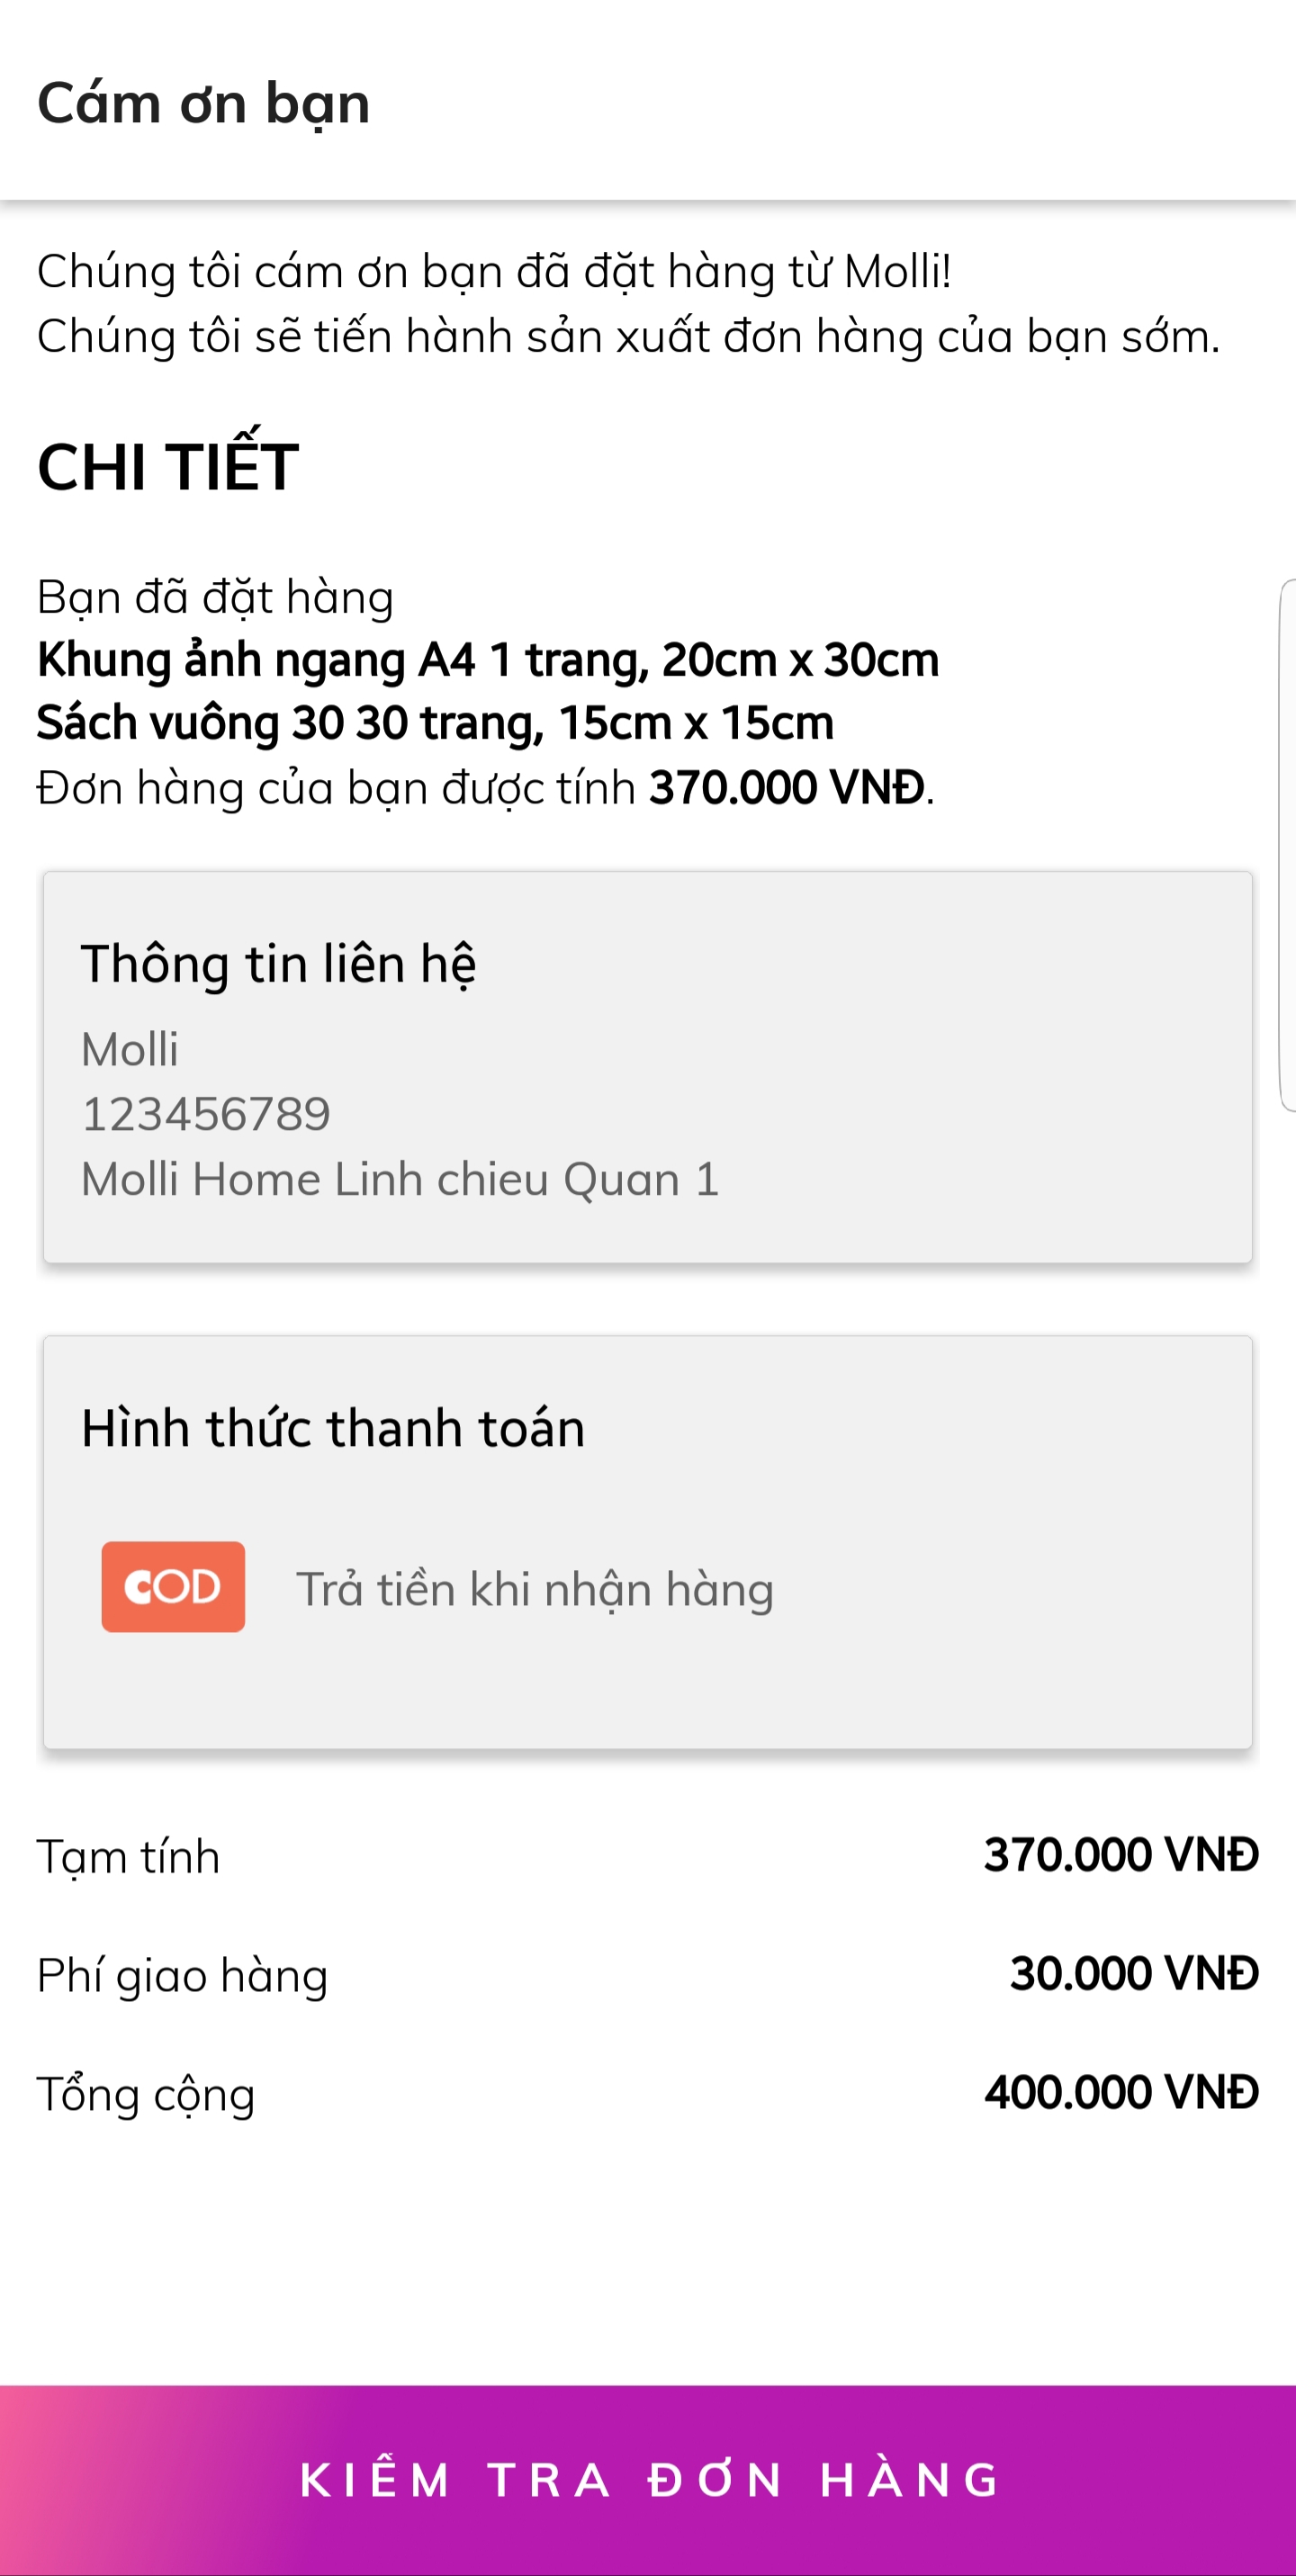 Cám ơn bạn
Chúng tôi cám ơn bạn đã đặt hàng từ Molli!
Chúng tôi sẽ tiến hành sản xuất đơn hàng của bạn sớm.
CHI TIẾT
Bạn đã đặt hàng
Khung ảnh ngang A4 1 trang, 20cm x 30cm
Sách vuông 30 30 trang, 15cm x 15cm
Đơn hàng của bạn được tính 370.000 VNĐ.
Thông tin liên hệ
Molli
123456789
Molli Home Linh chieu Quan 1
Hình thức thanh toán
COD Trả tiền khi nhận hàng
Tạm tính 370.000 VNĐ
Phí giao hàng 30.000 VNĐ
Tổng cộng 400.000 VNĐ
KIỂM TRA ĐƠN HÀNG